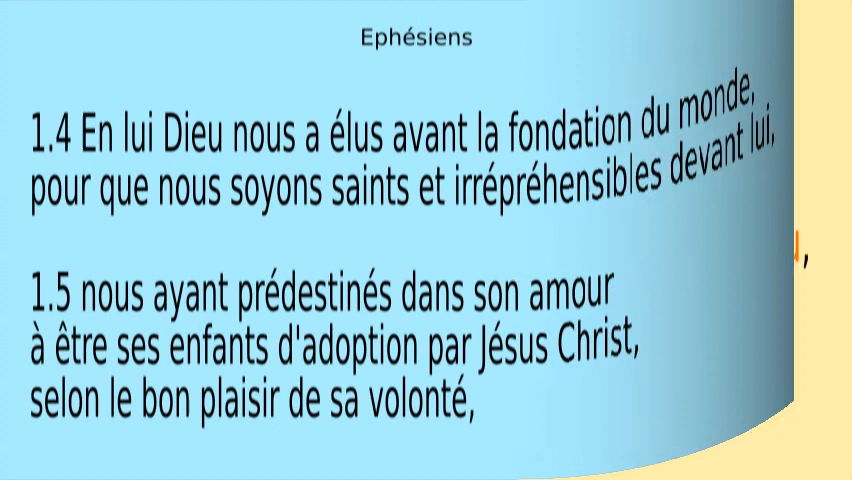 Ephésiens
1.4 En lui Dieu nous a élus avant la fondation du monde,
pour que nous soyons saints et irrépréhensibles devant lui,
1.5 nous ayant prédestinés dans son amour
à être ses enfants d'adoption par Jésus Christ,
selon le bon plaisir de sa volonté,